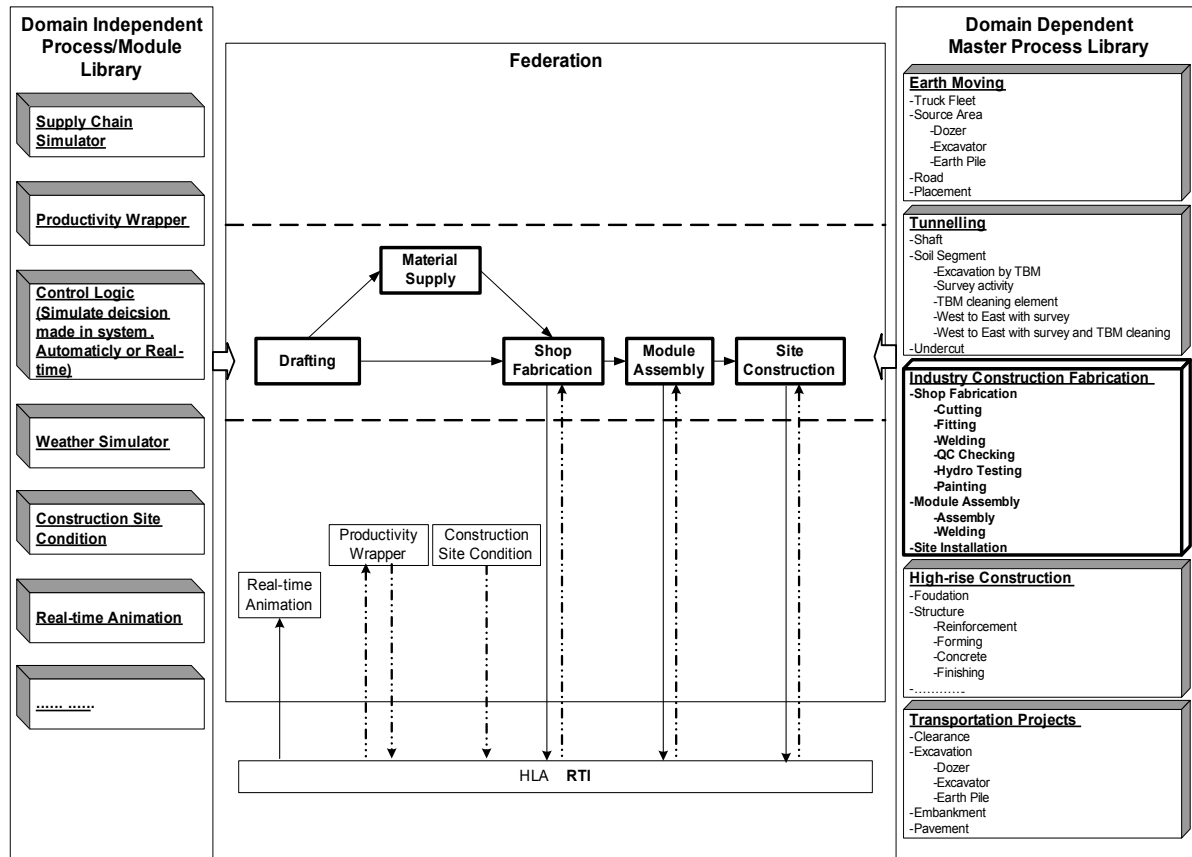 Domain Independent
Process/Module
Library
Supply Chain
Simulator
Productivity Wrapper
Control Logic
(Simulate deicsion
made in system .
Automaticly or Real-
time)
Weather Simulator
Construction Site
Condition
Real-time Animation
...... ......
Federation
Material
Supply
Drafting
Shop
Fabrication
Module
Assembly
Site
Construction
Productivity
Wrapper
Construction
Site Condition
Real-time
Animation
HLA RTI
Domain Dependent
Master Process Library
Earth Moving
-Truck Fleet
-Source Area
-Dozer
-Excavator
-Earth Pile
-Road
-Placement
Tunnelling
-Shaft
-Soil Segment
-Excavation by TBM
-Survey activity
-TBM cleaning element
-West to East with survey
-West to East with survey and TBM cleaning
-Undercut
Industry Construction Fabrication
-Shop Fabrication
-Cutting
-Fitting
-Welding
-QC Checking
-Hydro Testing
-Painting
-Module Assembly
-Assembly
-Welding
-Site Installation
High-rise Construction
-Foudation
-Structure
-Reinforcement
-Forming
-Concrete
-Finishing
-............
Transportation Projects
-Clearance
-Excavation
-Dozer
-Excavator
-Earth Pile
-Embankment
-Pavement